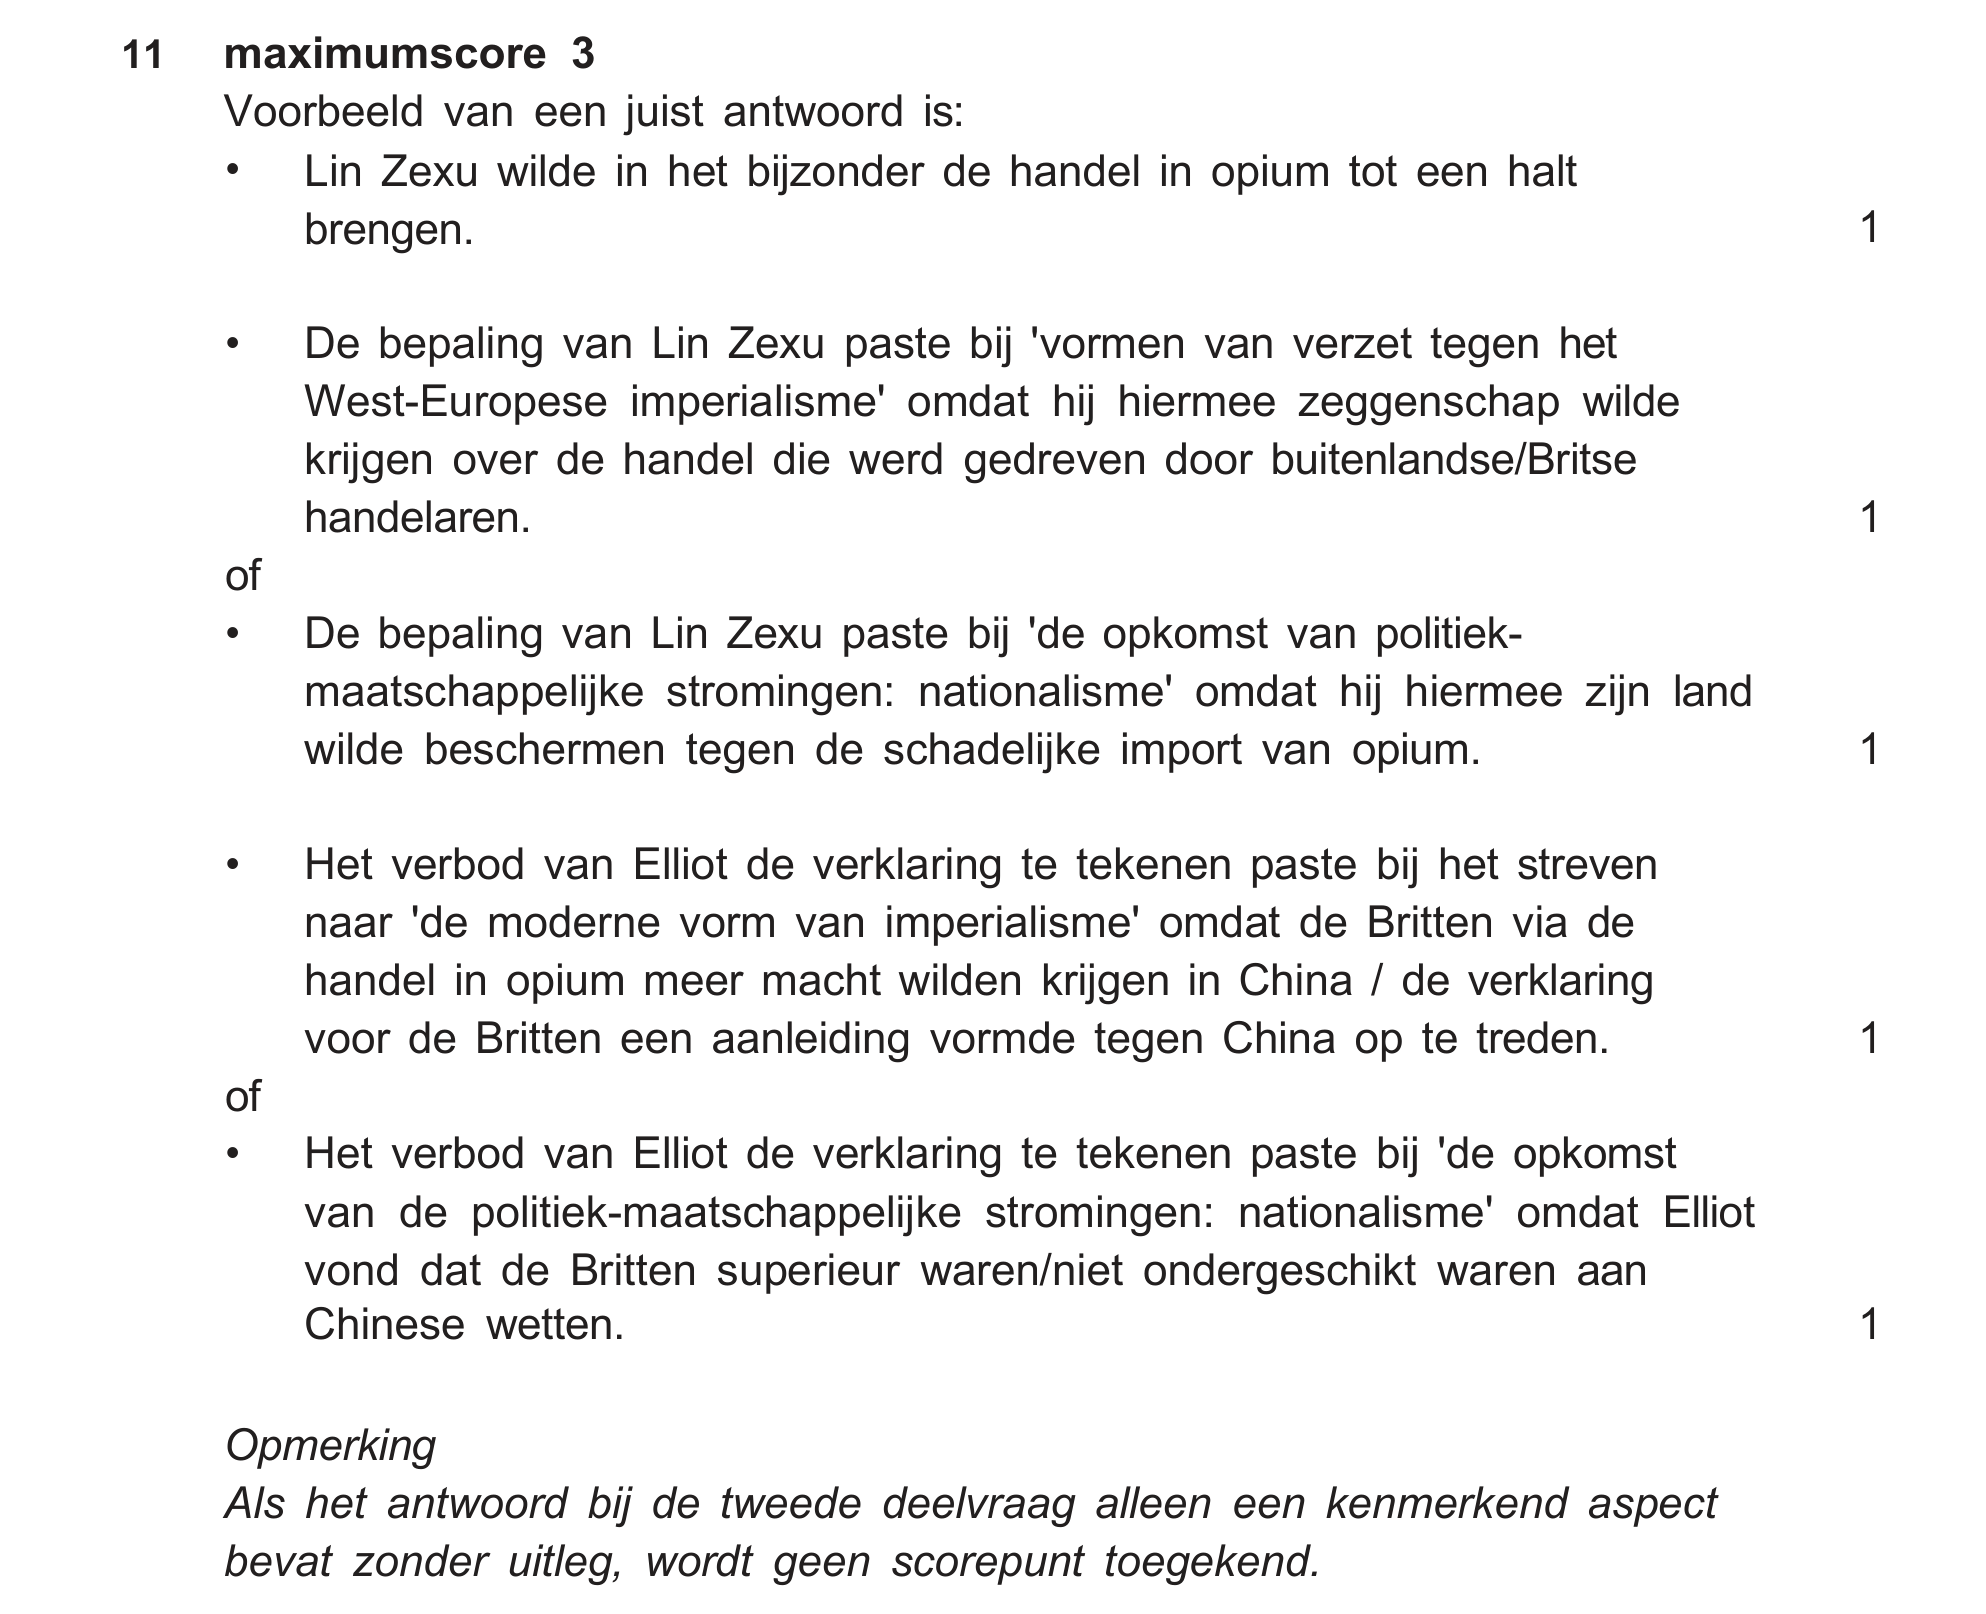 11 maximumscore 3
Voorbeeld van een juist antwoord is:
• Lin Zexu wilde in het bijzonder de handel in opium tot een halt
brengen. 1
• De bepaling van Lin Zexu paste bij 'vormen van verzet tegen het
West-Europese imperialisme' omdat hij hiermee zeggenschap wilde
krijgen over de handel die werd gedreven door buitenlandse/Britse
handelaren. 1
of
• De bepaling van Lin Zexu paste bij 'de opkomst van politiek-
maatschappelijke stromingen: nationalisme' omdat hij hiermee zijn land
wilde beschermen tegen de schadelijke import van opium. 1
• Het verbod van Elliot de verklaring te tekenen paste bij het streven
naar 'de moderne vorm van imperialisme' omdat de Britten via de
handel in opium meer macht wilden krijgen in China / de verklaring
voor de Britten een aanleiding vormde tegen China op te treden. 1
of
• Het verbod van Elliot de verklaring te tekenen paste bij 'de opkomst
van de politiek-maatschappelijke stromingen: nationalisme' omdat Elliot
vond dat de Britten superieur waren/niet ondergeschikt waren aan
Chinese wetten. 1
Opmerking
Als het antwoord bij de tweede deelvraag alleen een kenmerkend aspect
bevat zonder uitleg, wordt geen scorepunt toegekend.